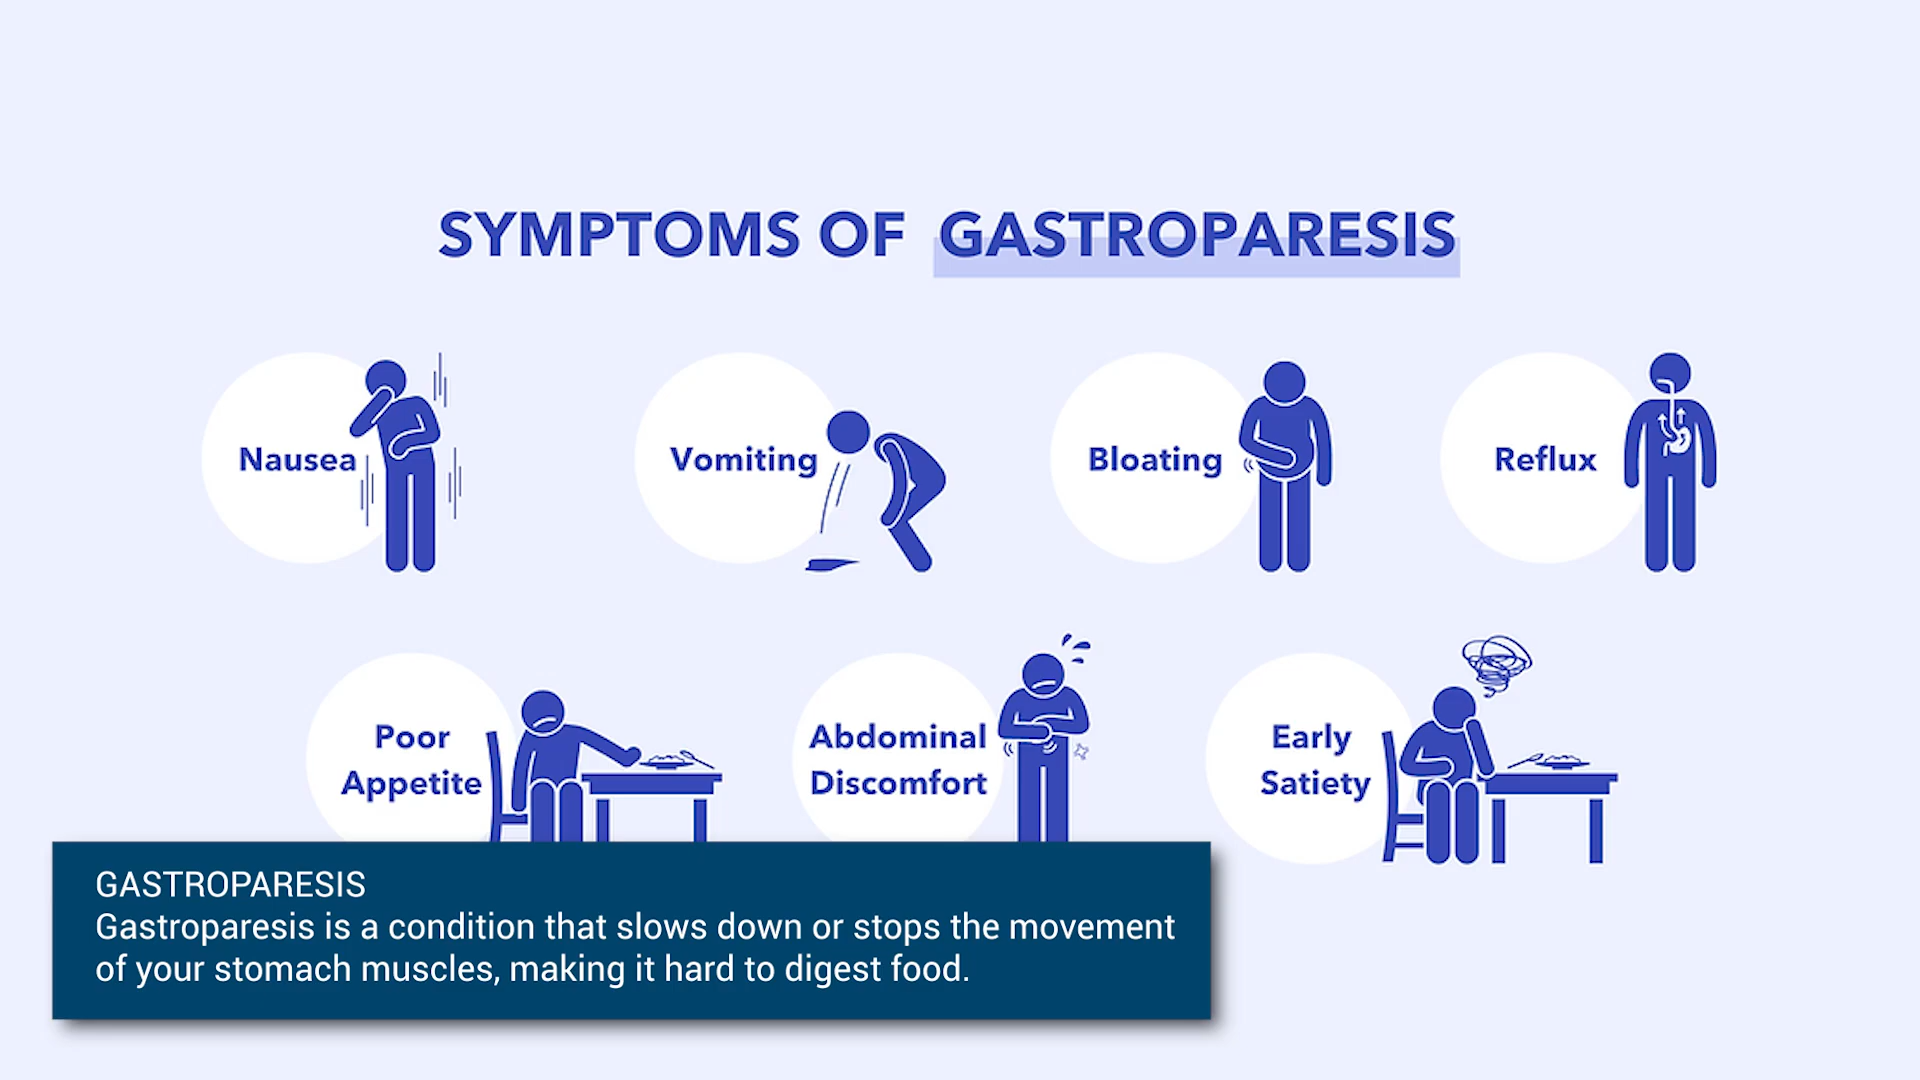 SYMPTOMS OF GASTROPARESIS
Nausea
Vomiting
Bloating
Reflux
Poor
Appetite
Abdominal
Discomfort
Early
Satiety
GASTROPARESIS
Gastroparesis is a condition that slows down or stops the movement
of your stomach muscles, making it hard to digest food.